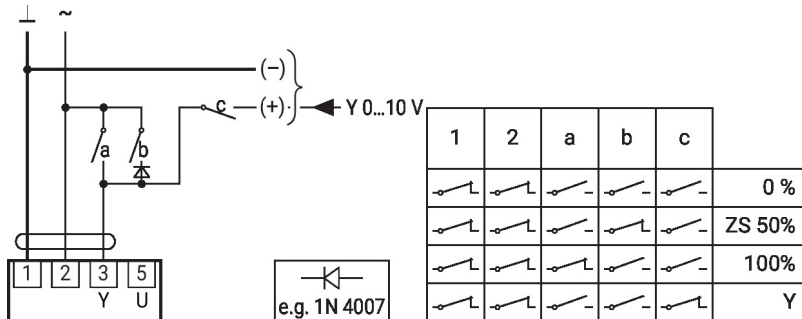 ⊥ ~
(–)
c (+) Y 0...10 V
a b
1 2 3 5
Y U
e.g. 1N 4007
1 2 a b c
0 %
ZS 50%
100%
Y